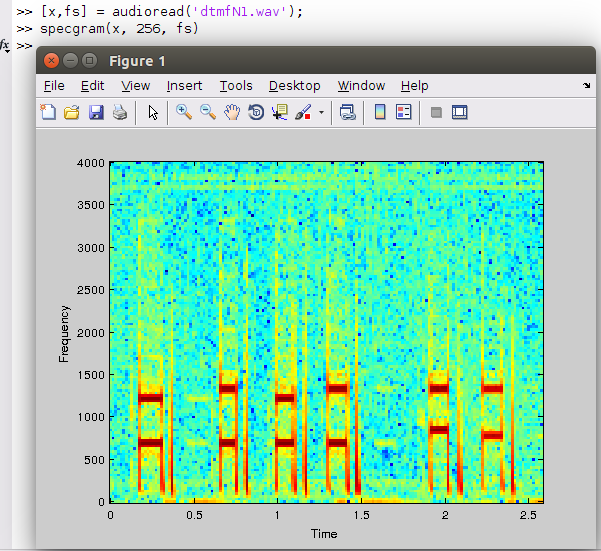 >> [x,fs] = audioread('dtmfN1.wav');
>> specgram(x, 256, fs)
fx >>
Figure 1
File Edit View Insert Tools Desktop Window Help
4000
3500
3000
2500
2000
1500
1000
500
0
Frequency
0 0.5 1 1.5 2 2.5
Time